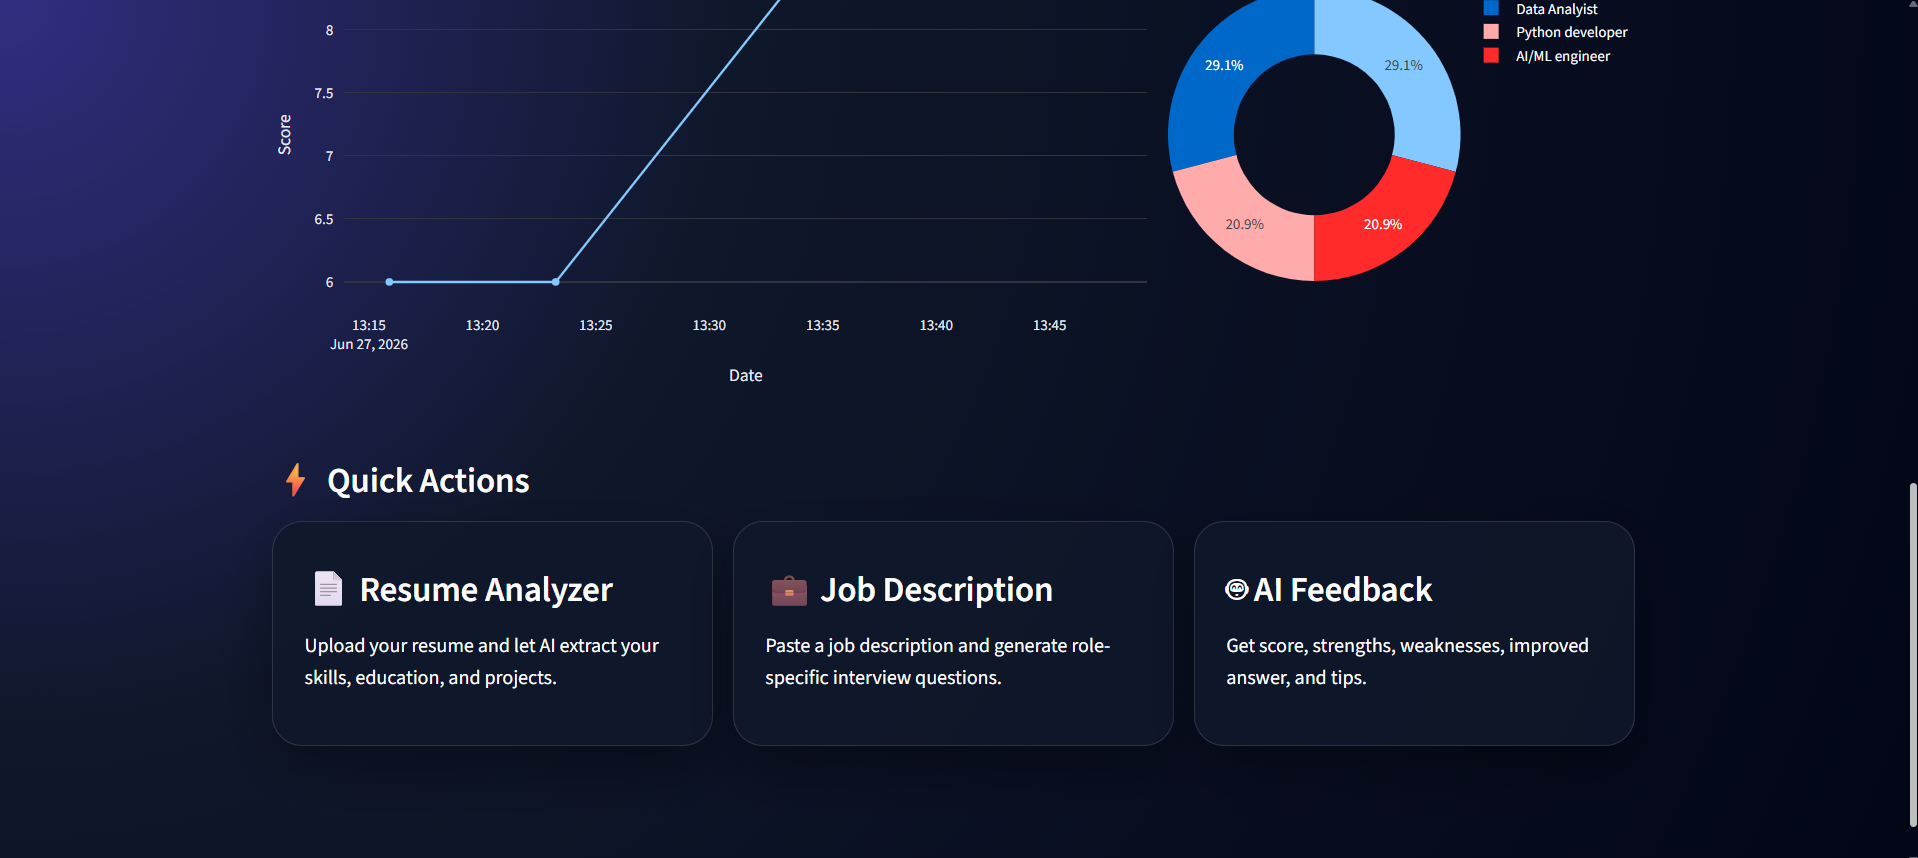 8
7.5
7
6.5
6
Score
13:15
13:20
13:25
13:30
13:35
13:40
13:45
Jun 27, 2026
Date
29.1%
29.1%
20.9%
20.9%
Data Analyist
Python developer
AI/ML engineer
Quick Actions
Resume Analyzer
Upload your resume and let AI extract your
skills, education, and projects.
Job Description
Paste a job description and generate role-
specific interview questions.
AI Feedback
Get score, strengths, weaknesses, improved
answer, and tips.